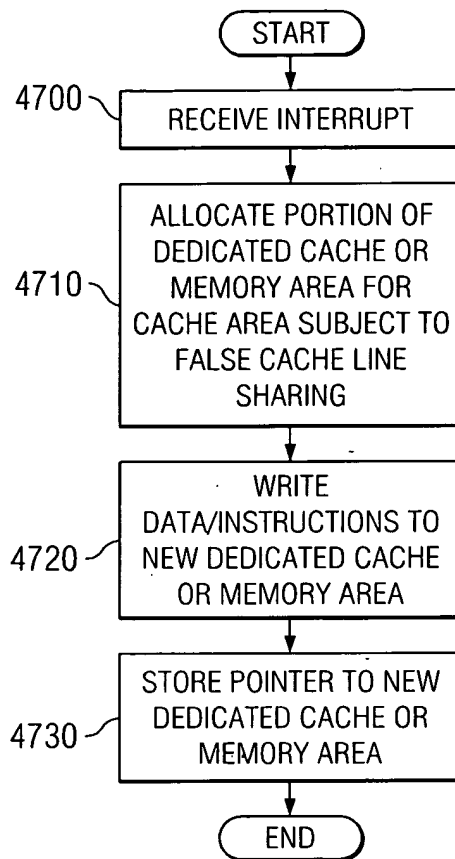 START
4700
RECEIVE INTERRUPT
4710
ALLOCATE PORTION OF
DEDICATED CACHE OR
MEMORY AREA FOR
CACHE AREA SUBJECT TO
FALSE CACHE LINE
SHARING
4720
WRITE
DATA/INSTRUCTIONS TO
NEW DEDICATED CACHE
OR MEMORY AREA
4730
STORE POINTER TO NEW
DEDICATED CACHE OR
MEMORY AREA
END